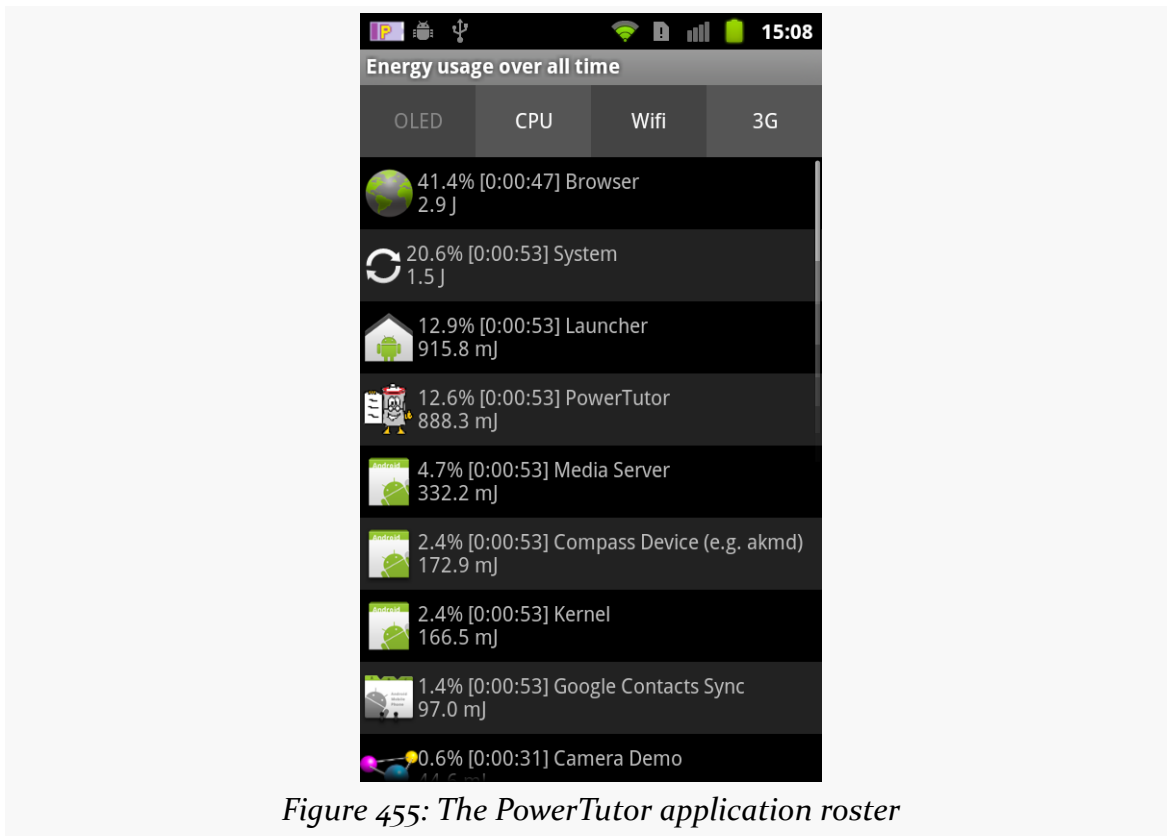 15:08
Energy usage over all time
OLED CPU Wifi 3G
41.4% [0:00:47] Browser
2.9 J
20.6% [0:00:53] System
1.5 J
12.9% [0:00:53] Launcher
915.8 mJ
12.6% [0:00:53] PowerTutor
888.3 mJ
4.7% [0:00:53] Media Server
332.2 mJ
2.4% [0:00:53] Compass Device (e.g. akmd)
172.9 mJ
2.4% [0:00:53] Kernel
166.5 mJ
1.4% [0:00:53] Google Contacts Sync
97.0 mJ
0.6% [0:00:31] Camera Demo
Figure 455: The PowerTutor application roster